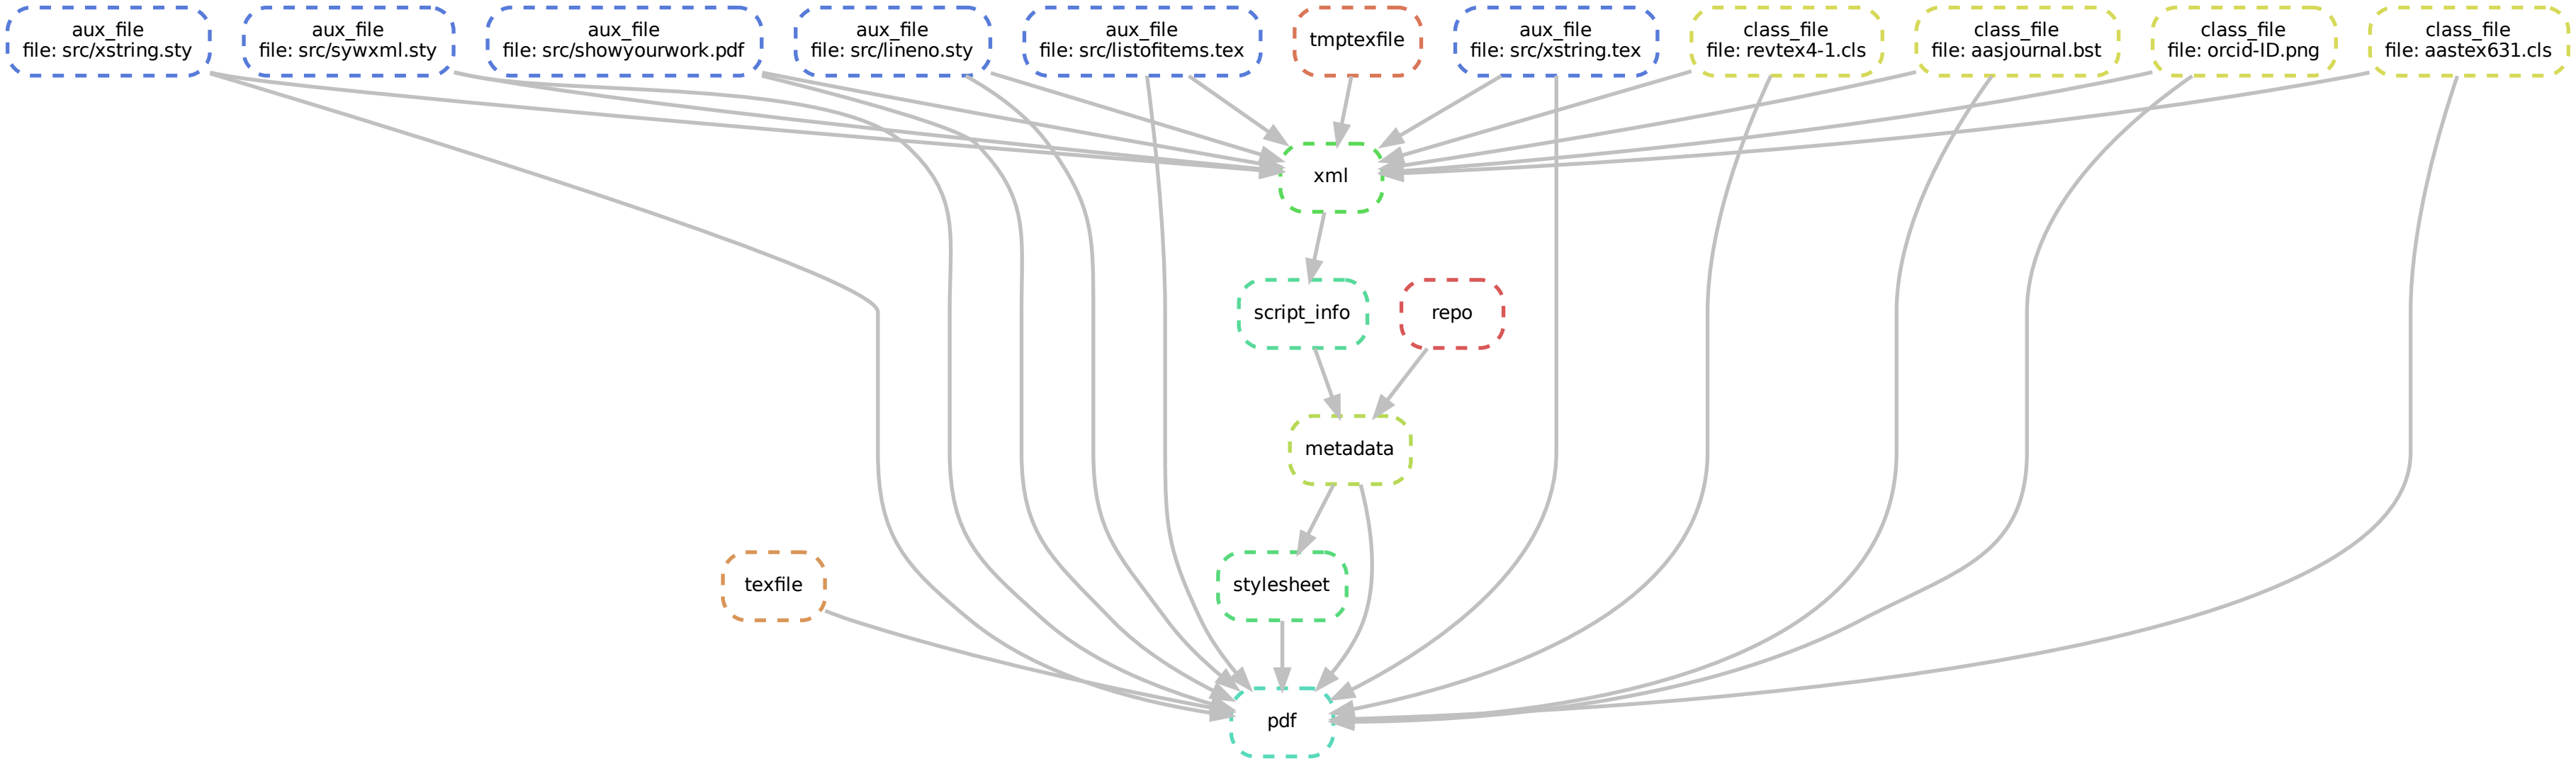 aux_file
file: src/xstring.sty
aux_file
file: src/sywxml.sty
aux_file
file: src/showyourwork.pdf
aux_file
file: src/lineno.sty
aux_file
file: src/listofitems.tex
tmptexfile
aux_file
file: src/xstring.tex
class_file
file: revtex4-1.cls
class_file
file: aasjournal.bst
class_file
file: orcid-ID.png
class_file
file: aastex631.cls
xml
script_info
repo
metadata
texfile
stylesheet
pdf